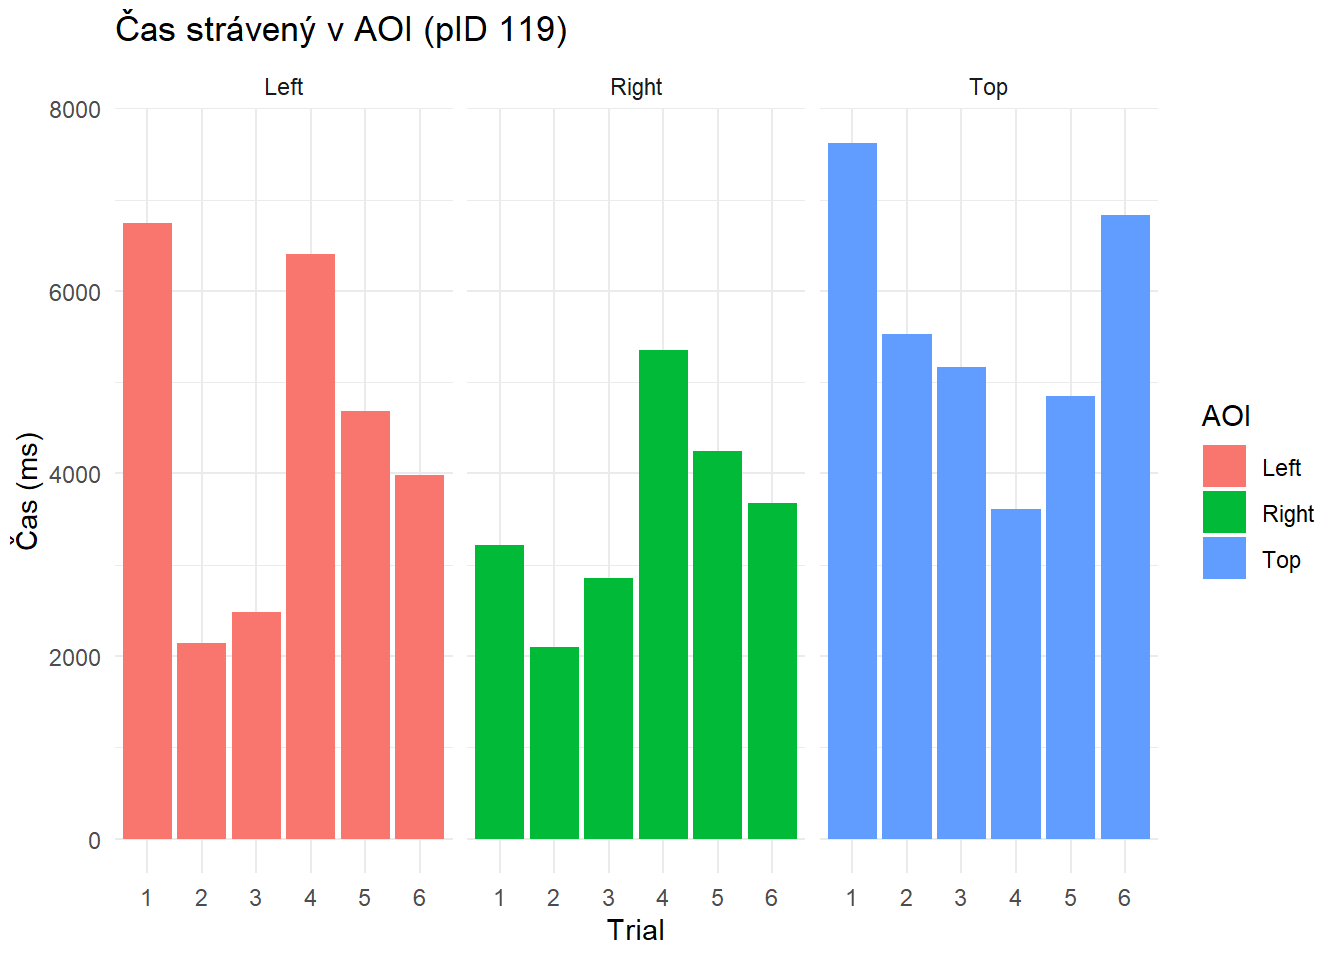 Čas strávený v AOI (pID 119)
Left Right Top
8000
6000
4000
2000
0
Čas (ms)
1 2 3 4 5 6 1 2 3 4 5 6 1 2 3 4 5 6
Trial
AOI
Left
Right
Top